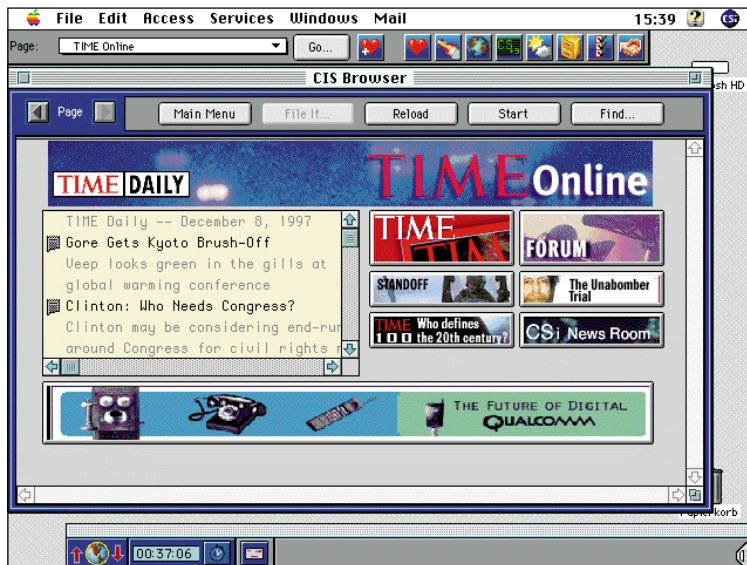 File Edit Access Services Windows Mail 15:39
Page: TIME Online Go...
CIS Browser
sh HD
Page Main Menu File It... Reload Start Find...
TIME DAILY TIME Online
TIME Daily -- December 8, 1997
Gore Gets Kyoto Brush-Off
Veep looks green in the gills at
global warming conference
Clinton: Who Needs Congress?
Clinton may be considering end-run
around Congress for civil rights
TIME
TIM
FORUM
STANDOFF
The Unabomber
Trial
TIME Who defines
100 the 20th century?
CSi News Room
THE FUTURE OF DIGITAL
QUALCOMM
Papierkorb
00:37:06